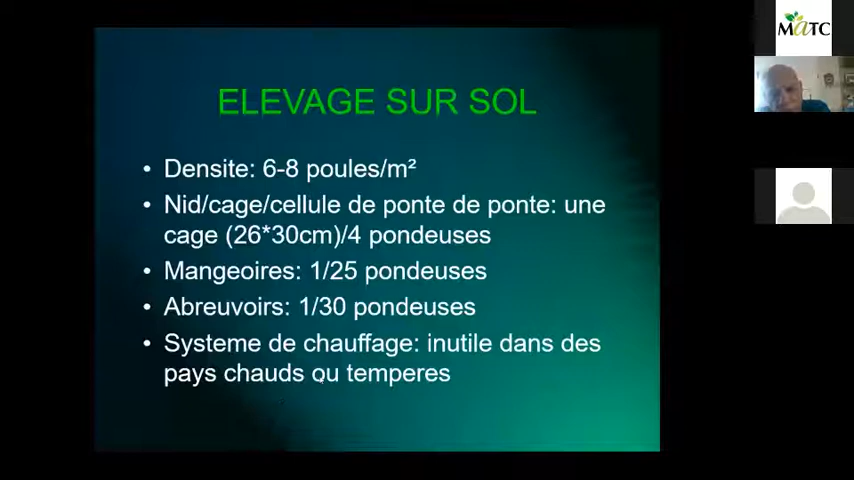 MATC
ELEVAGE SUR SOL
• Densite: 6-8 poules/m²
• Nid/cage/cellule de ponte de ponte: une
cage (26*30cm)/4 pondeuses
• Mangeoires: 1/25 pondeuses
• Abreuvoirs: 1/30 pondeuses
• Systeme de chauffage: inutile dans des
pays chauds ou temperes